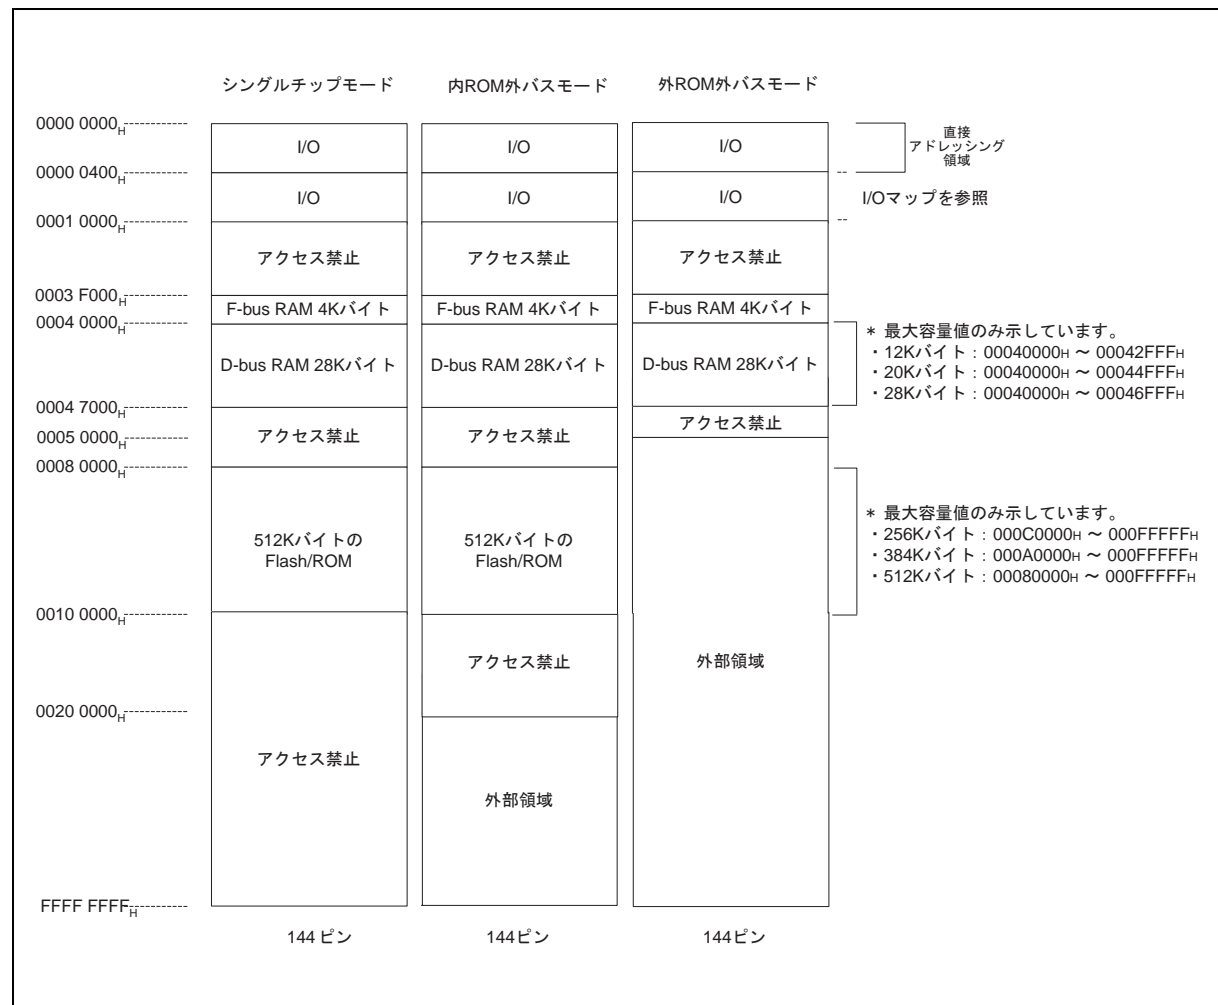 シングルチップモード 内ROM外バスモード 外ROM外バスモード
0000 0000H
I/O I/O I/O
直接
アドレッシング
領域
0000 0400H
I/O I/O I/O I/Oマップを参照
0001 0000H
アクセス禁止 アクセス禁止 アクセス禁止
0003 F000H
F-bus RAM 4Kバイト F-bus RAM 4Kバイト F-bus RAM 4Kバイト
0004 0000H
D-bus RAM 28Kバイト D-bus RAM 28Kバイト D-bus RAM 28Kバイト
* 最大容量値のみ示しています。
・12Kバイト:00040000H ~ 00042FFFH
・20Kバイト:00040000H ~ 00044FFFH
・28Kバイト:00040000H ~ 00046FFFH
0004 7000H
アクセス禁止 アクセス禁止 アクセス禁止
0005 0000H
0008 0000H
512Kバイトの 512Kバイトの
Flash/ROM Flash/ROM
* 最大容量値のみ示しています。
・256Kバイト:000C0000H ~ 000FFFFFH
・384Kバイト:000A0000H ~ 000FFFFFH
・512Kバイト:00080000H ~ 000FFFFFH
0010 0000H
アクセス禁止 外部領域
0020 0000H
アクセス禁止
外部領域
FFFF FFFFH
144ピン 144ピン 144ピン